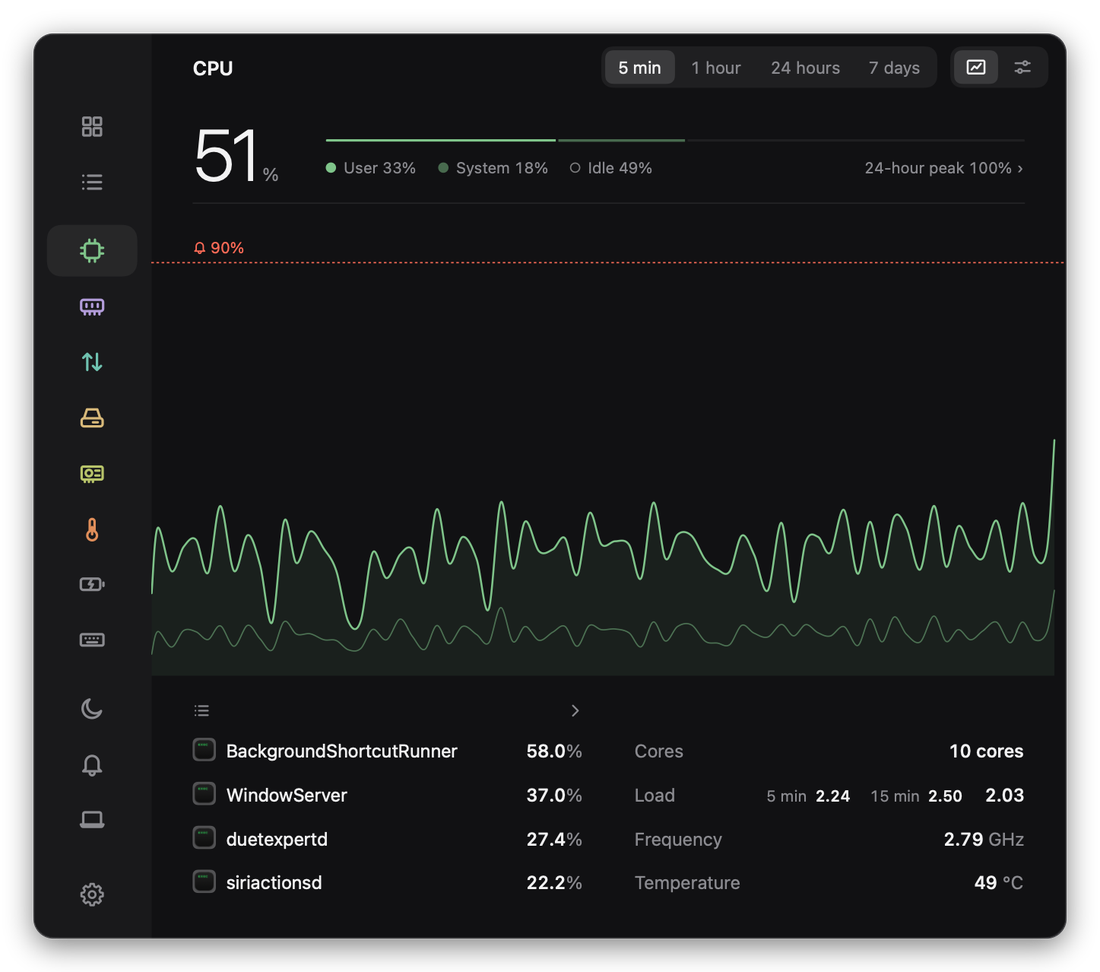 CPU
5 min 1 hour 24 hours 7 days
51%
User 33% System 18% Idle 49% 24-hour peak 100% ›
90%
BackgroundShortcutRunner 58.0% Cores 10 cores
WindowServer 37.0% Load 5 min 2.24 15 min 2.50 2.03
duetexpertd 27.4% Frequency 2.79 GHz
siriactionsd 22.2% Temperature 49 °C